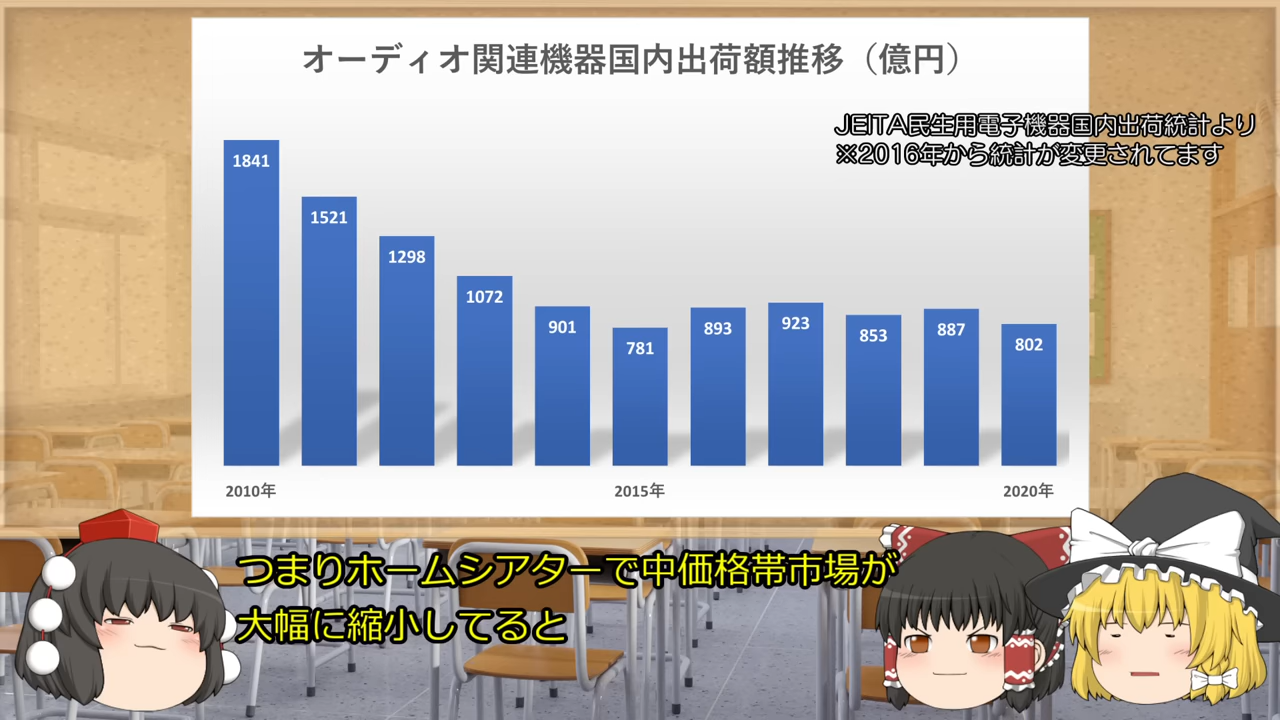 オーディオ関連機器国内出荷額推移（億円）
JEITA民生用電子機器国内出荷統計より
※2016年から統計が変更されてます
1841
1521
1298
1072
901
781
893
923
853
887
802
2010年
2015年
2020年
つまりホームシアターで中価格帯市場が
大幅に縮小してると